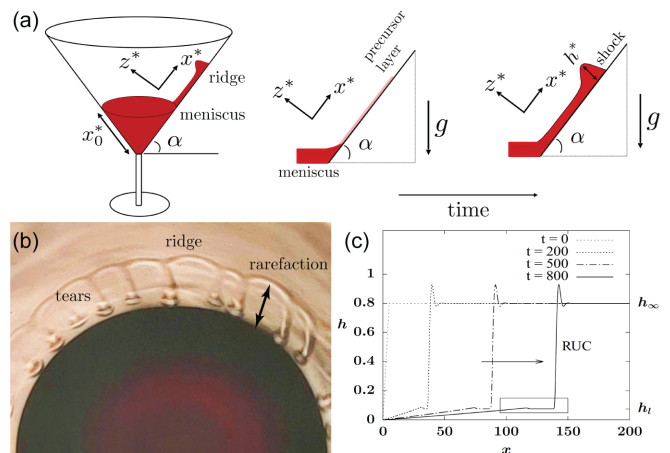 (a)
z*
x*
ridge
meniscus
x₀*
α
precursor
layer
z*
x*
α
meniscus
g
h*
shock
z*
x*
α
g
time
(b)
ridge
rarefaction
tears
(c)
t = 0
t = 200
t = 500
t = 800
1
0.8
0.6
0.4
0.2
0
h
h∞
RUC
hₗ
0 50 100 150 200
x